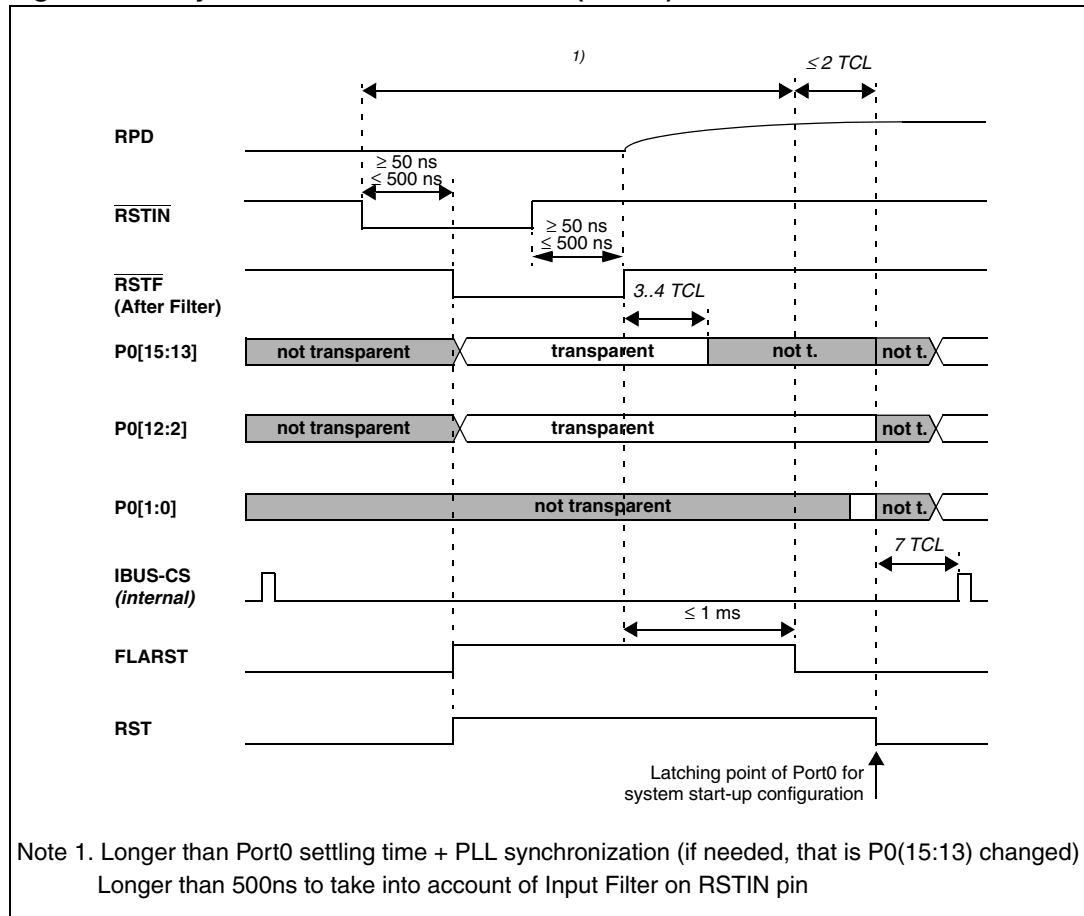 1)
≤ 2 TCL
RPD
≥ 50 ns
≤ 500 ns
RSTIN
≥ 50 ns
≤ 500 ns
RSTF
(After Filter)
3..4 TCL
P0[15:13]
not transparent
transparent
not t.
not t.
P0[12:2]
not transparent
transparent
not t.
P0[1:0]
not transparent
not t.
7 TCL
IBUS-CS
(internal)
≤ 1 ms
FLARST
RST
Latching point of Port0 for
system start-up configuration
Note 1. Longer than Port0 settling time + PLL synchronization (if needed, that is P0(15:13) changed)
Longer than 500ns to take into account of Input Filter on RSTIN pin